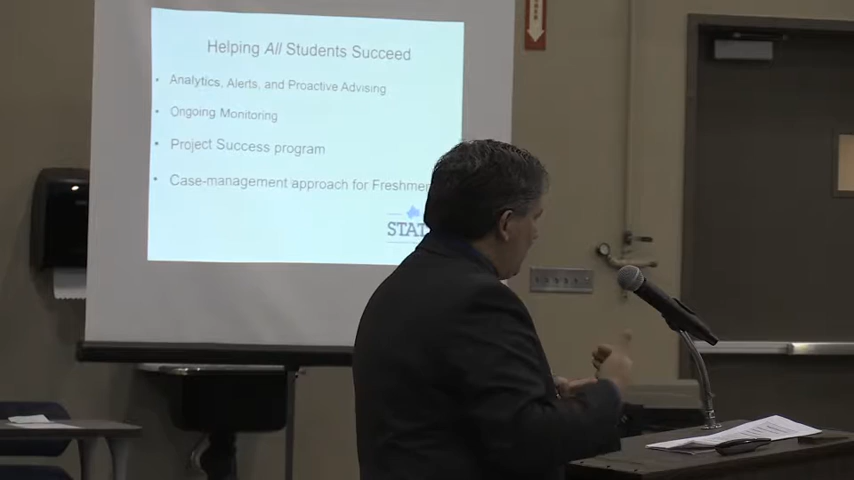 Helping All Students Succeed
• Analytics, Alerts, and Proactive Advising
• Ongoing Monitoring
• Project Success program
• Case-management approach for Freshmen
STAT